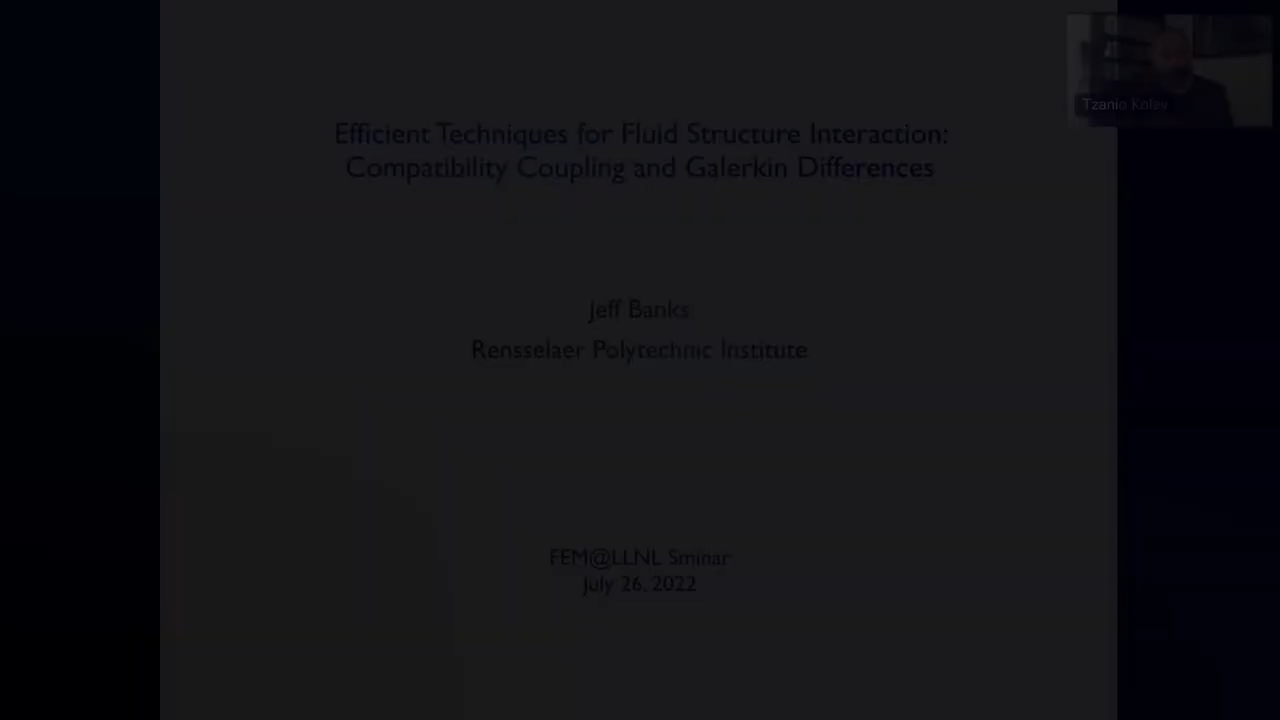 Efficient Techniques for Fluid Structure Interaction:
Compatibility Coupling and Galerkin Differences
Tzanio Kolev
Jeff Banks
Rensselaer Polytechnic Institute
FEM@LLNL Sminar
July 26, 2022